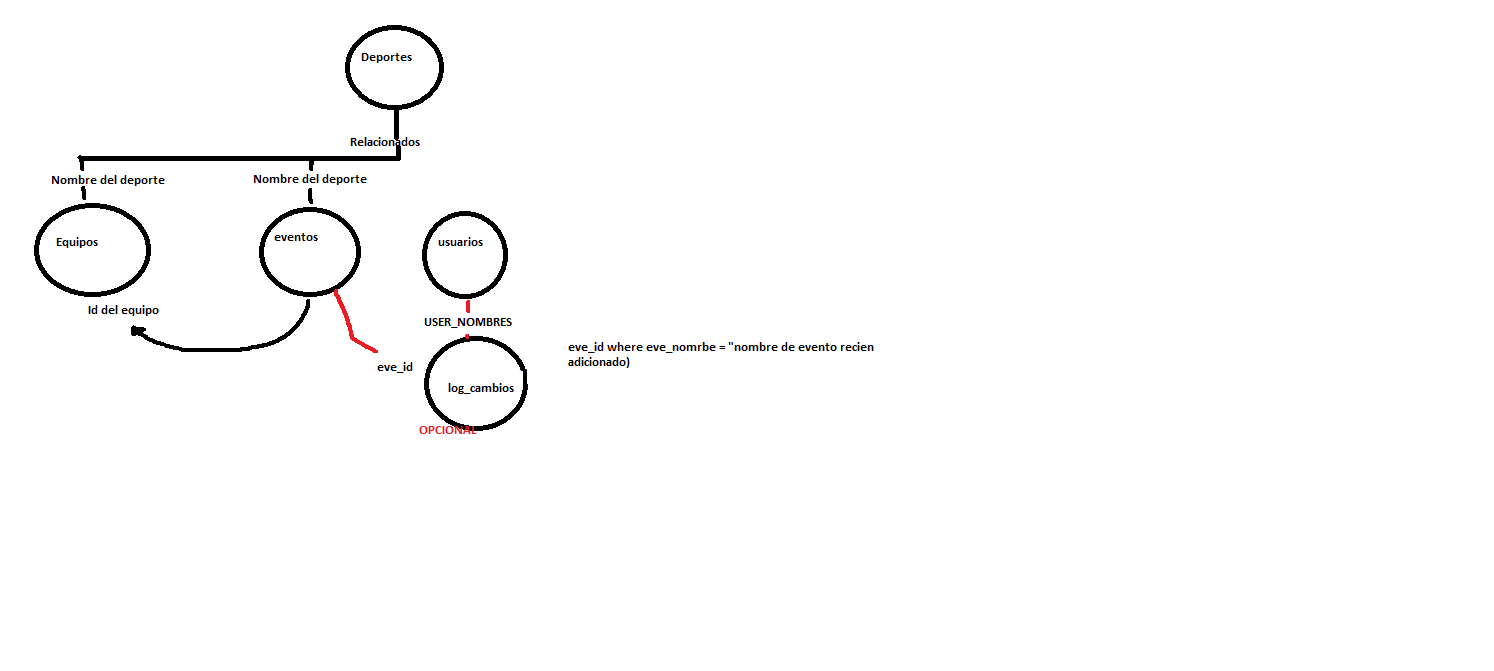 Deportes
Relacionados
Nombre del deporte
Nombre del deporte
Equipos
eventos
usuarios
Id del equipo
USER_NOMBRES
eve_id where eve_nomrbe = "nombre de evento recien
adicionado)
eve_id
log_cambios
OPCIONAL